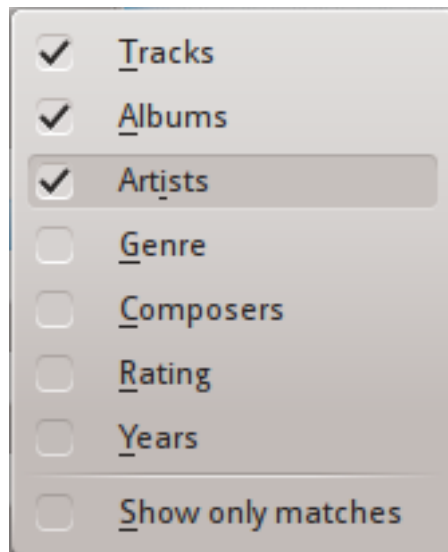 Tracks
Albums
Artists
Genre
Composers
Rating
Years
Show only matches